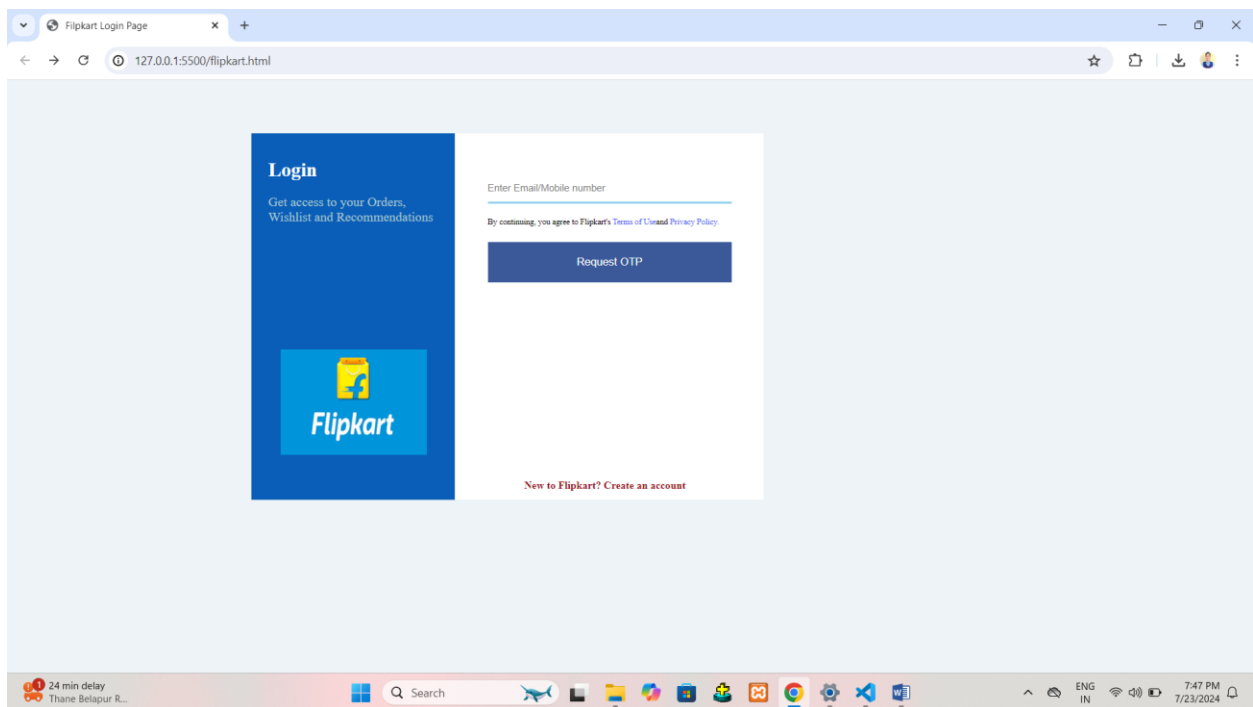 Filpkart Login Page
127.0.0.1:5500/flipkart.html
Login
Get access to your Orders,
Wishlist and Recommendations
Flipkart
Enter Email/Mobile number
By continuing, you agree to Flipkart's Terms of Useand Privacy Policy.
Request OTP
New to Flipkart? Create an account
1
24 min delay
Thane Belapur R...
Search
ENG
IN
7:47 PM
7/23/2024